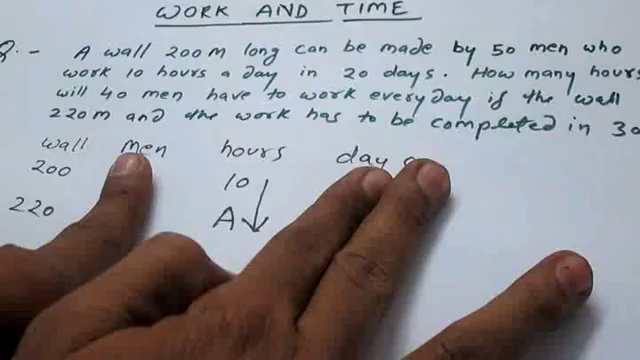 WORK AND TIME
Q:- A wall 200m long can be made by 50 men who
work 10 hours a day in 20 days. How many hours
will 40 men have to work everyday if the wall
220m and the work has to be completed in 30
wall men hours day
200 10
220 A